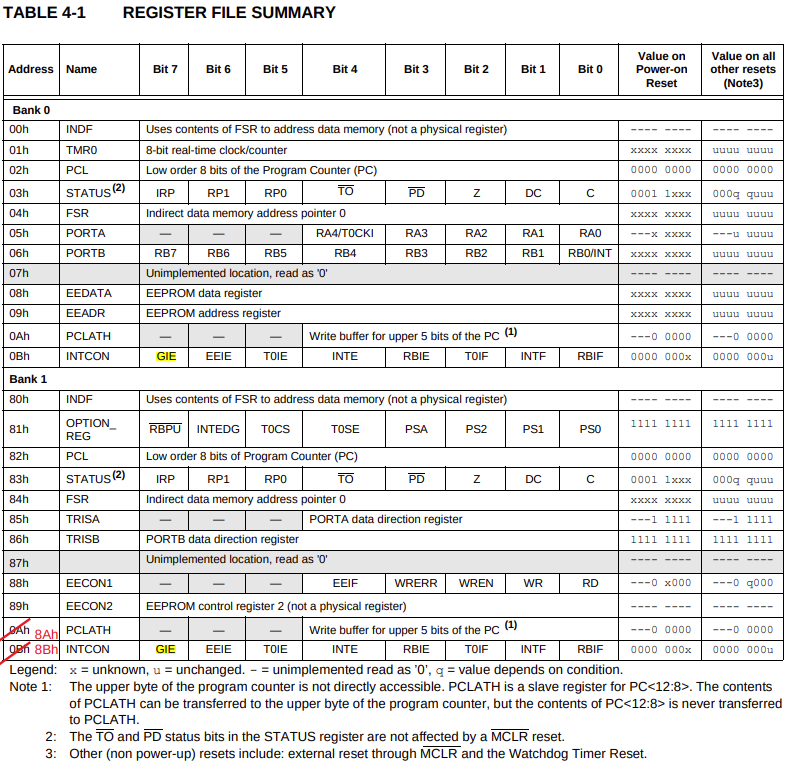 TABLE 4-1 REGISTER FILE SUMMARY
Address Name Bit 7 Bit 6 Bit 5 Bit 4 Bit 3 Bit 2 Bit 1 Bit 0 Value on Power-on Reset Value on all other resets (Note3)
Bank 0
00h INDF Uses contents of FSR to address data memory (not a physical register) ---- ---- ---- ----
01h TMR0 8-bit real-time clock/counter xxxx xxxx uuuu uuuu
02h PCL Low order 8 bits of the Program Counter (PC) 0000 0000 0000 0000
03h STATUS(2) IRP RP1 RP0 TO PD Z DC C 0001 1xxx 000q quuu
04h FSR Indirect data memory address pointer 0 xxxx xxxx uuuu uuuu
05h PORTA — — — RA4/T0CKI RA3 RA2 RA1 RA0 ---x xxxx ---u uuuu
06h PORTB RB7 RB6 RB5 RB4 RB3 RB2 RB1 RB0/INT xxxx xxxx uuuu uuuu
07h Unimplemented location, read as '0' ---- ---- ---- ----
08h EEDATA EEPROM data register xxxx xxxx uuuu uuuu
09h EEADR EEPROM address register xxxx xxxx uuuu uuuu
0Ah PCLATH — — — Write buffer for upper 5 bits of the PC (1) ---0 0000 ---0 0000
0Bh INTCON GIE EEIE T0IE INTE RBIE T0IF INTF RBIF 0000 000x 0000 000u
Bank 1
80h INDF Uses contents of FSR to address data memory (not a physical register) ---- ---- ---- ----
81h OPTION_REG RBPU INTEDG T0CS T0SE PSA PS2 PS1 PS0 1111 1111 1111 1111
82h PCL Low order 8 bits of Program Counter (PC) 0000 0000 0000 0000
83h STATUS(2) IRP RP1 RP0 TO PD Z DC C 0001 1xxx 000q quuu
84h FSR Indirect data memory address pointer 0 xxxx xxxx uuuu uuuu
85h TRISA — — — PORTA data direction register ---1 1111 ---1 1111
86h TRISB PORTB data direction register 1111 1111 1111 1111
87h Unimplemented location, read as '0' ---- ---- ---- ----
88h EECON1 — — — EEIF WRERR WREN WR RD ---0 x000 ---0 q000
89h EECON2 EEPROM control register 2 (not a physical register) ---- ---- ---- ----
0Ah 8Ah PCLATH — — — Write buffer for upper 5 bits of the PC (1) ---0 0000 ---0 0000
0Bh 8Bh INTCON GIE EEIE T0IE INTE RBIE T0IF INTF RBIF 0000 000x 0000 000u
Legend: x = unknown, u = unchanged. - = unimplemented read as '0', q = value depends on condition.
Note 1: The upper byte of the program counter is not directly accessible. PCLATH is a slave register for PC<12:8>. The contents
of PCLATH can be transferred to the upper byte of the program counter, but the contents of PC<12:8> is never transferred
to PCLATH.
2: The TO and PD status bits in the STATUS register are not affected by a MCLR reset.
3: Other (non power-up) resets include: external reset through MCLR and the Watchdog Timer Reset.